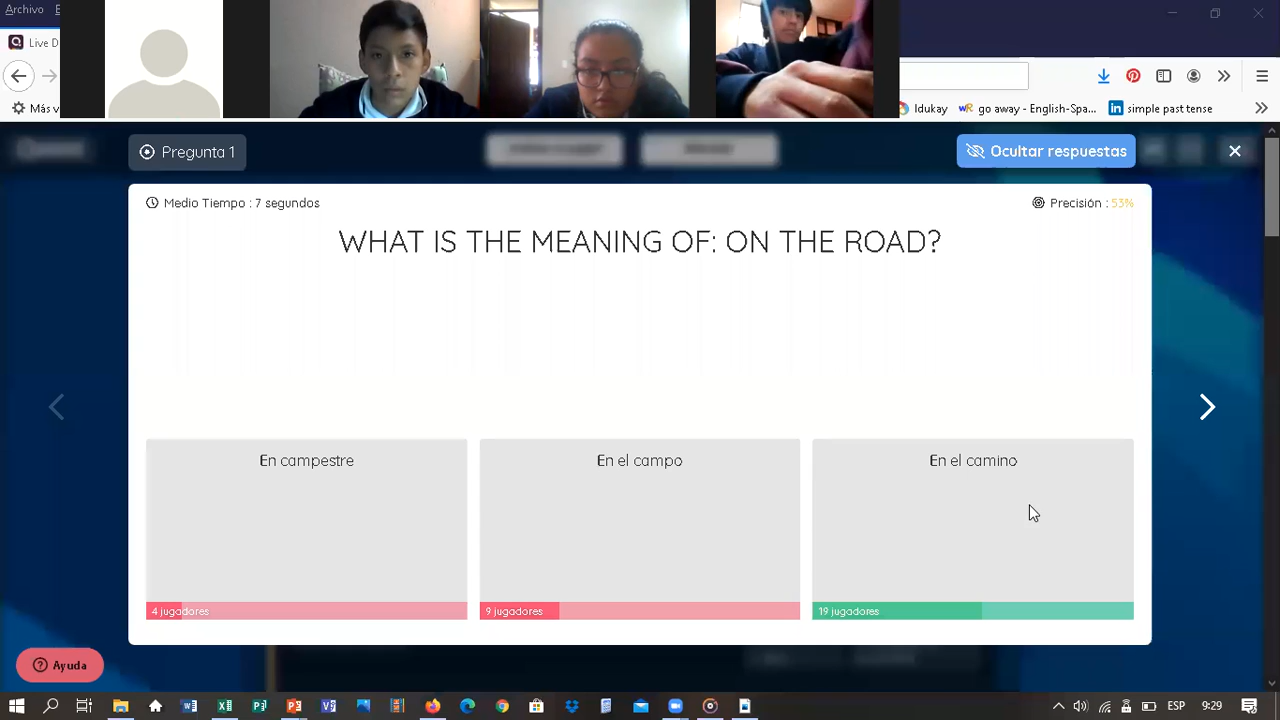 Archivo
Live D
Más v
Idukay
wR go away - English-Spa...
in simple past tense
Pregunta 1
Ocultar respuestas
Medio Tiempo : 7 segundos
Precisión : 53%
WHAT IS THE MEANING OF: ON THE ROAD?
En campestre
En el campo
En el camino
4 jugadores
9 jugadores
19 jugadores
Ayuda
ESP
9:29